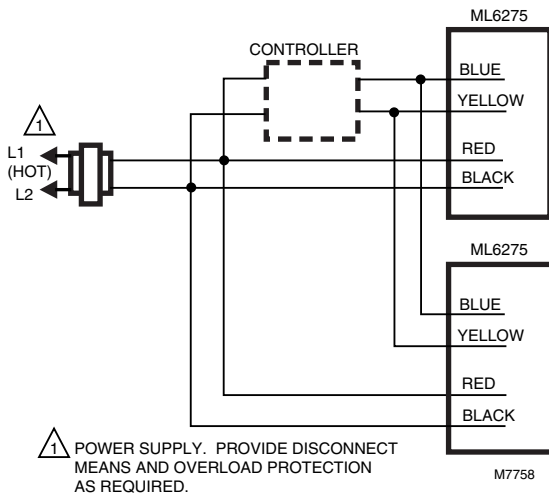 ML6275
CONTROLLER
BLUE
YELLOW
1
L1
(HOT)
L2
RED
BLACK
ML6275
BLUE
YELLOW
RED
BLACK
1 POWER SUPPLY. PROVIDE DISCONNECT
MEANS AND OVERLOAD PROTECTION
AS REQUIRED.
M7758